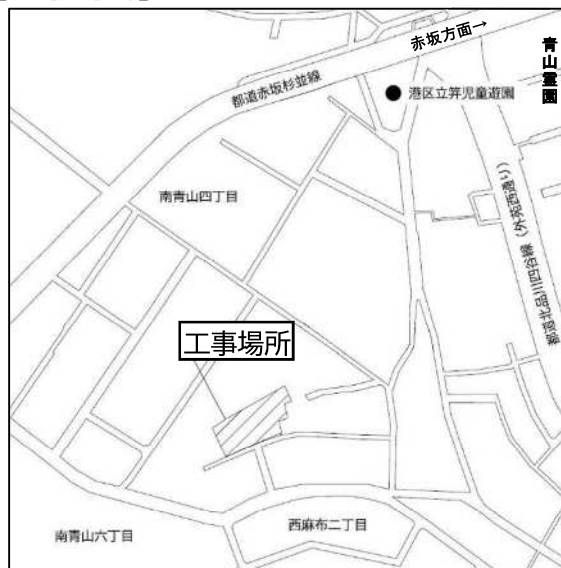 赤坂方面→
青山霊園
都道赤坂杉並線
港区立笄児童遊園
南青山四丁目
都道北品川四谷線（外苑西通り）
工事場所
西麻布二丁目
南青山六丁目